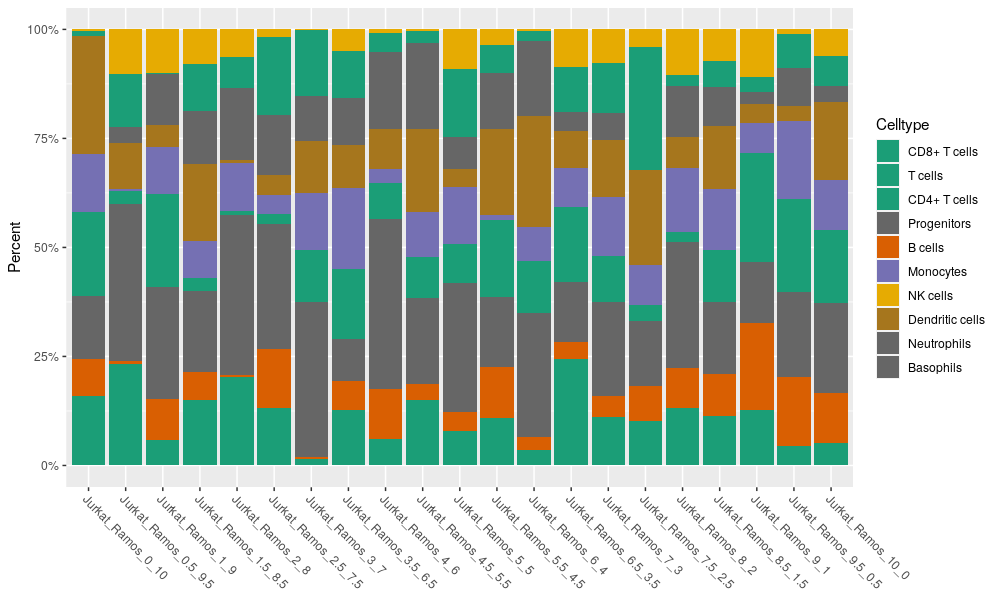 100%
75%
50%
25%
0%
Percent
Jurkat_Ramos_0_10
Jurkat_Ramos_0.5_9.5
Jurkat_Ramos_1_9
Jurkat_Ramos_1.5_8.5
Jurkat_Ramos_2_8
Jurkat_Ramos_2.5_7.5
Jurkat_Ramos_3_7
Jurkat_Ramos_3.5_6.5
Jurkat_Ramos_4_6
Jurkat_Ramos_4.5_5.5
Jurkat_Ramos_5_5
Jurkat_Ramos_5.5_4.5
Jurkat_Ramos_6_4
Jurkat_Ramos_6.5_3.5
Jurkat_Ramos_7_3
Jurkat_Ramos_7.5_2.5
Jurkat_Ramos_8_2
Jurkat_Ramos_8.5_1.5
Jurkat_Ramos_9_1
Jurkat_Ramos_9.5_0.5
Jurkat_Ramos_10_0
Celltype
CD8+ T cells
T cells
CD4+ T cells
Progenitors
B cells
Monocytes
NK cells
Dendritic cells
Neutrophils
Basophils